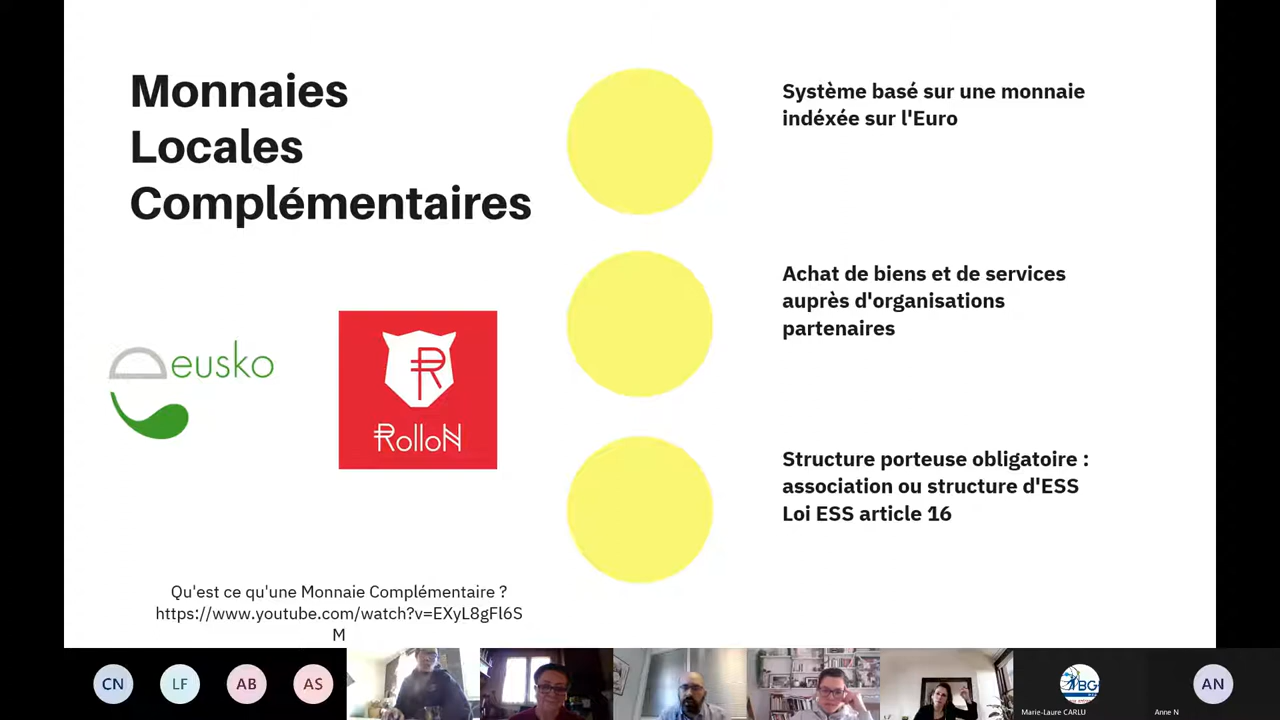 Monnaies
Locales
Complémentaires
eusko
RolloN
Qu'est ce qu'une Monnaie Complémentaire ?
https://www.youtube.com/watch?v=EXyL8gFl6S
M
Système basé sur une monnaie
indéxée sur l'Euro
Achat de biens et de services
auprès d'organisations
partenaires
Structure porteuse obligatoire :
association ou structure d'ESS
Loi ESS article 16
CN
LF
AB
AS
BG
Marie-Laure CARLU
AN
Anne N